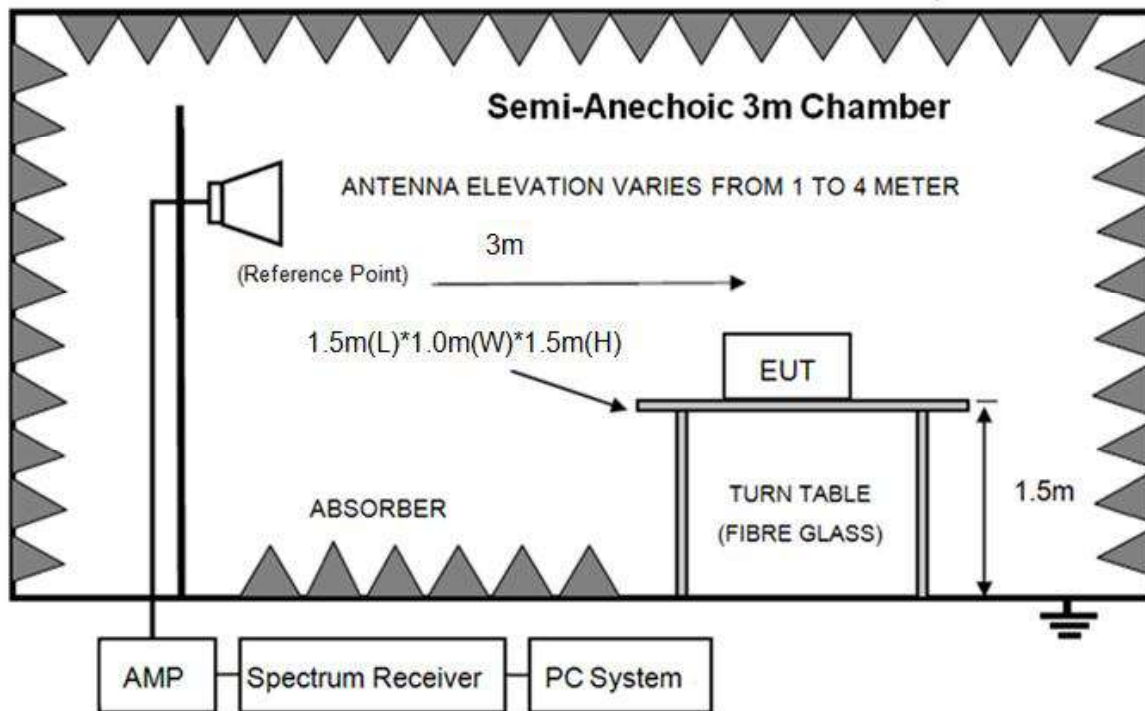 Semi-Anechoic 3m Chamber
ANTENNA ELEVATION VARIES FROM 1 TO 4 METER
3m
(Reference Point)
1.5m(L)*1.0m(W)*1.5m(H)
EUT
ABSORBER
TURN TABLE
(FIBRE GLASS)
1.5m
AMP
Spectrum Receiver
PC System